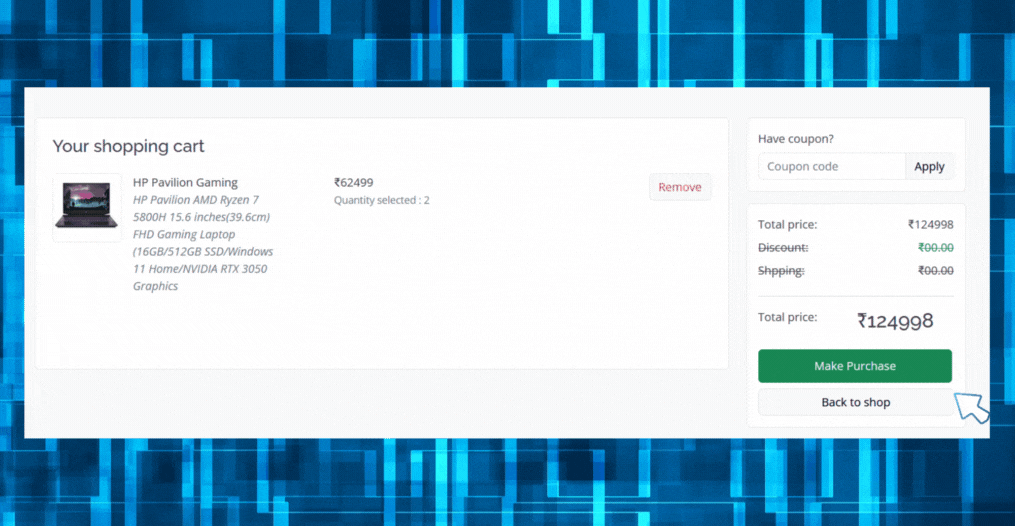 Your shopping cart
HP Pavilion Gaming
HP Pavilion AMD Ryzen 7
5800H 15.6 inches(39.6cm)
FHD Gaming Laptop
(16GB/512GB SSD/Windows
11 Home/NVIDIA RTX 3050
Graphics
₹62499
Quantity selected : 2
Remove
Have coupon?
Coupon code Apply
Total price: ₹124998
Discount: ₹00.00
Shpping: ₹00.00
Total price: ₹124998
Make Purchase
Back to shop